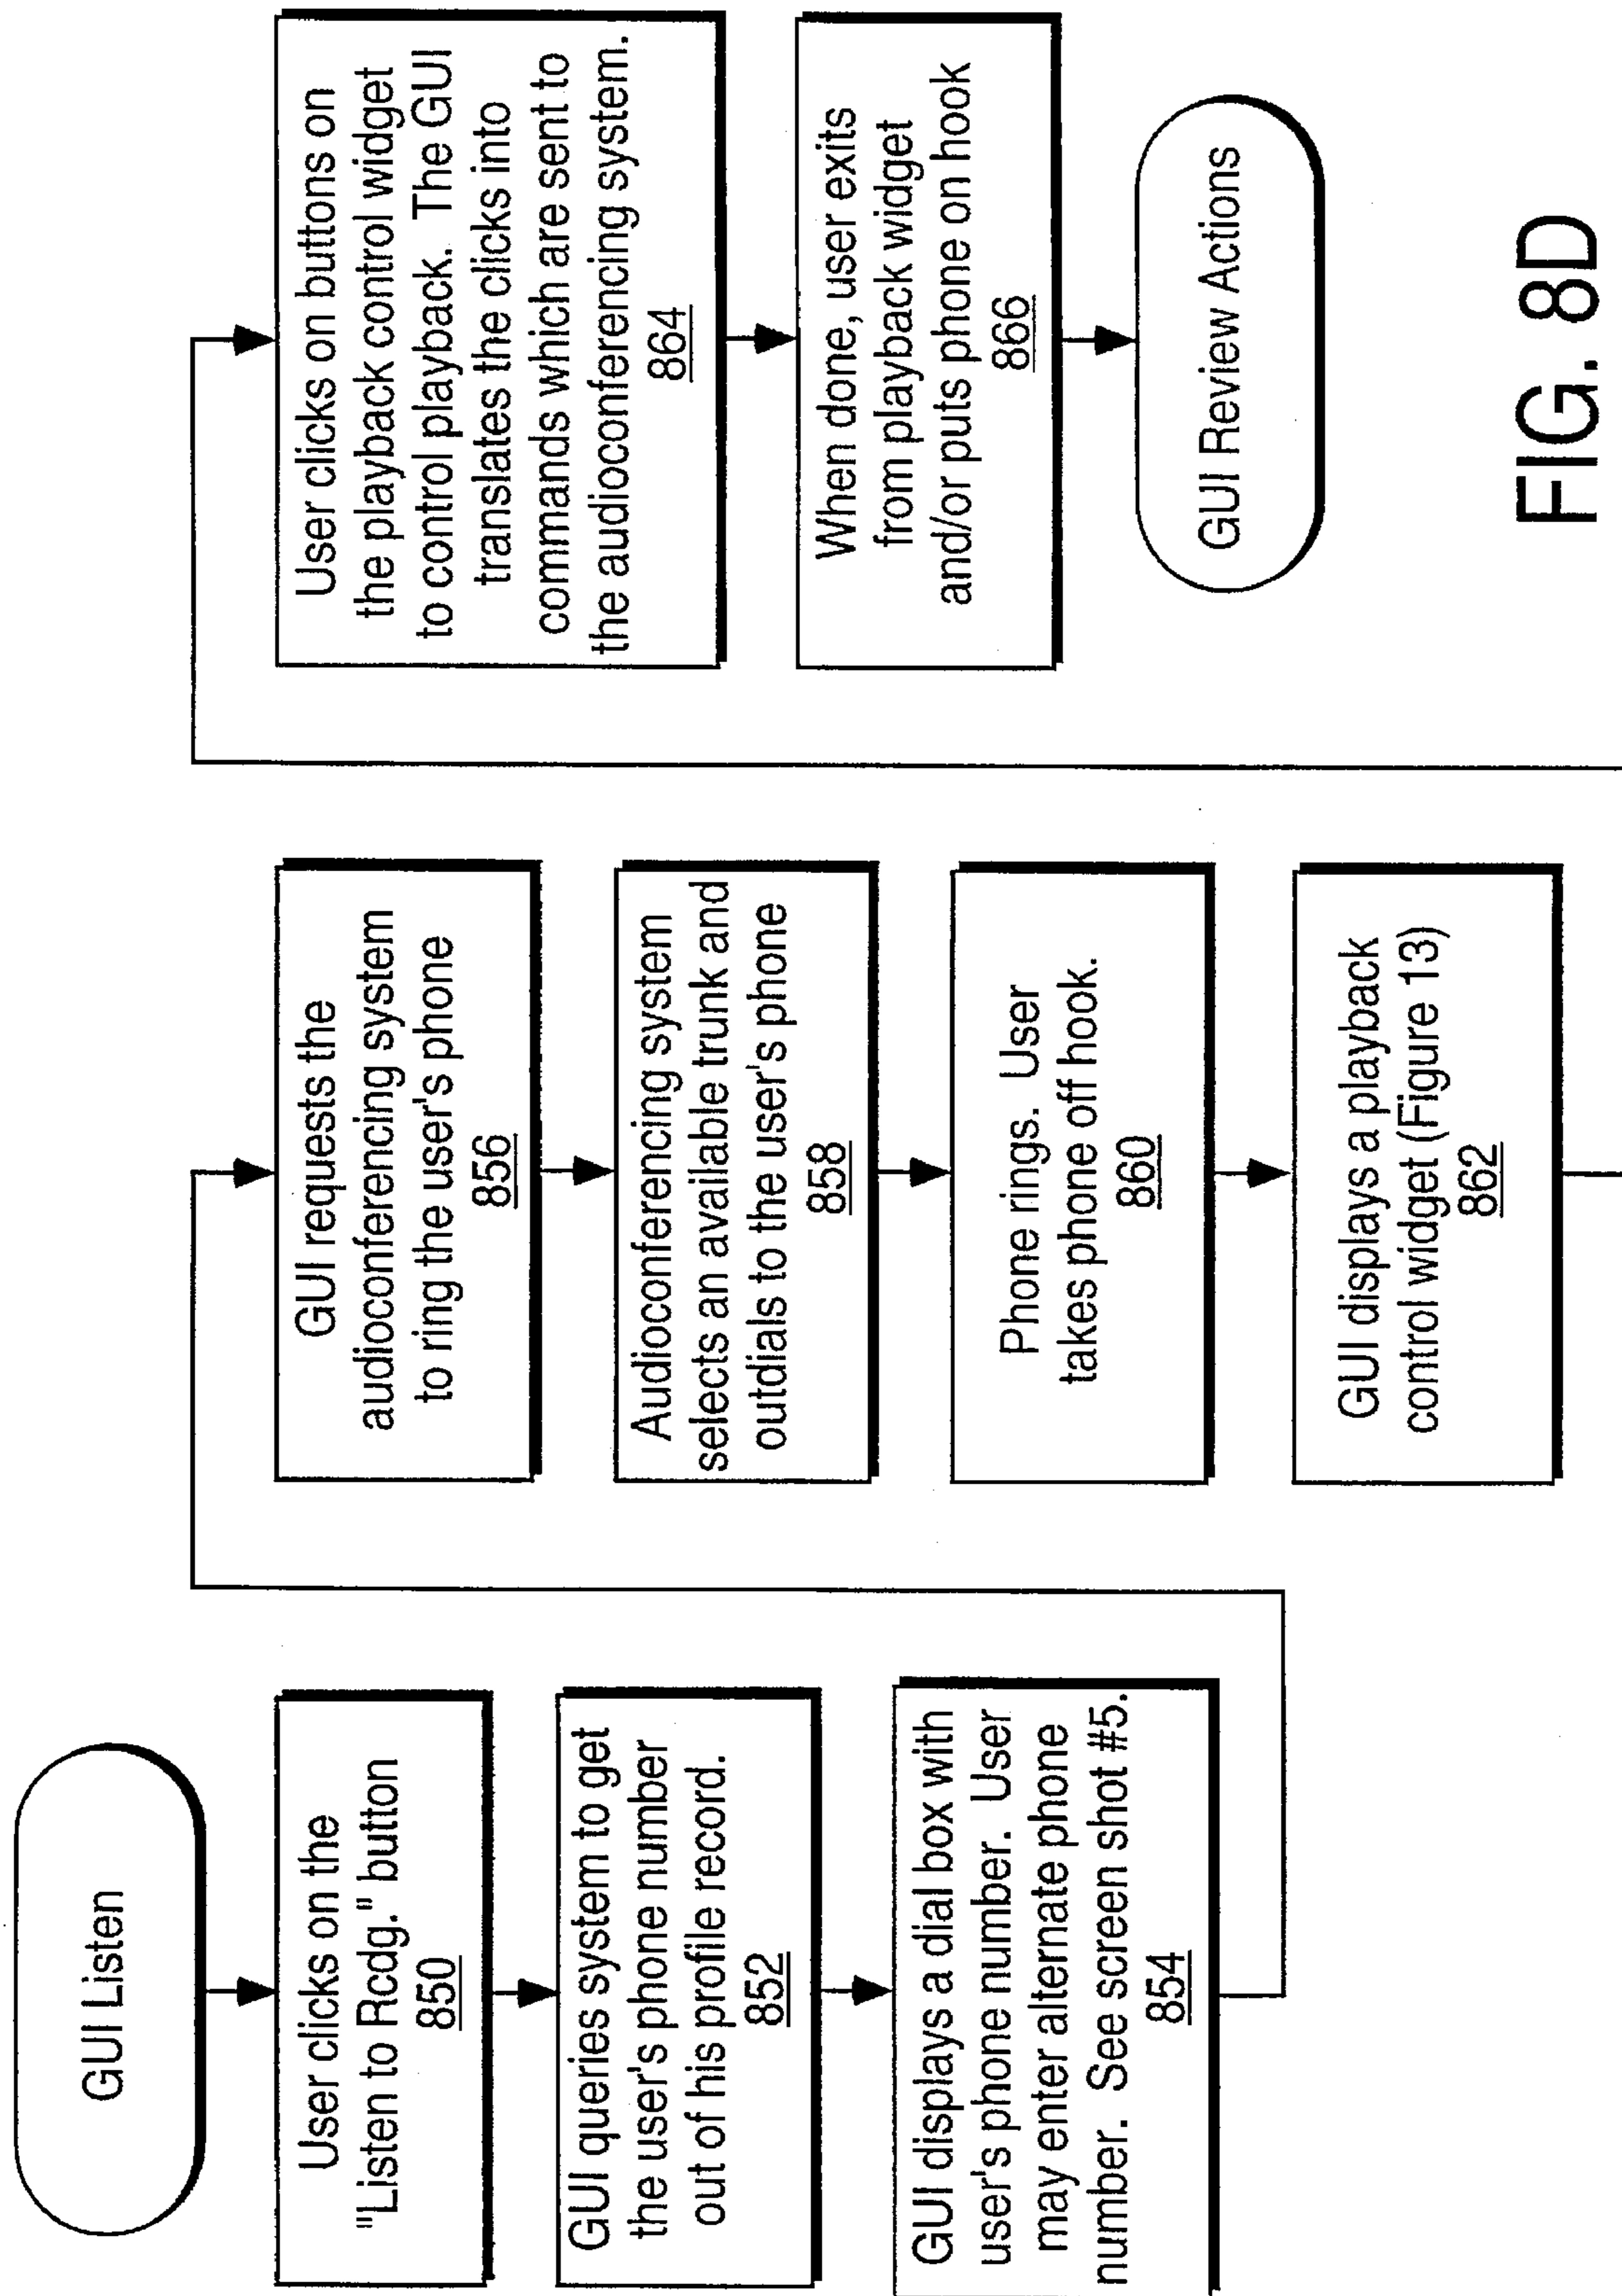 GUI Listen
User clicks on the
"Listen to Rcdg." button
850
GUI queries system to get
the user's phone number
out of his profile record.
852
GUI displays a dial box with
user's phone number. User
may enter alternate phone
number. See screen shot #5.
854
GUI requests the
audioconferencing system
to ring the user's phone
856
Audioconferencing system
selects an available trunk and
outdials to the user's phone
858
Phone rings. User
takes phone off hook.
860
GUI displays a playback
control widget (Figure 13)
862
User clicks on buttons on
the playback control widget
to control playback. The GUI
translates the clicks into
commands which are sent to
the audioconferencing system.
864
When done, user exits
from playback widget
and/or puts phone on hook
866
GUI Review Actions
FIG. 8D